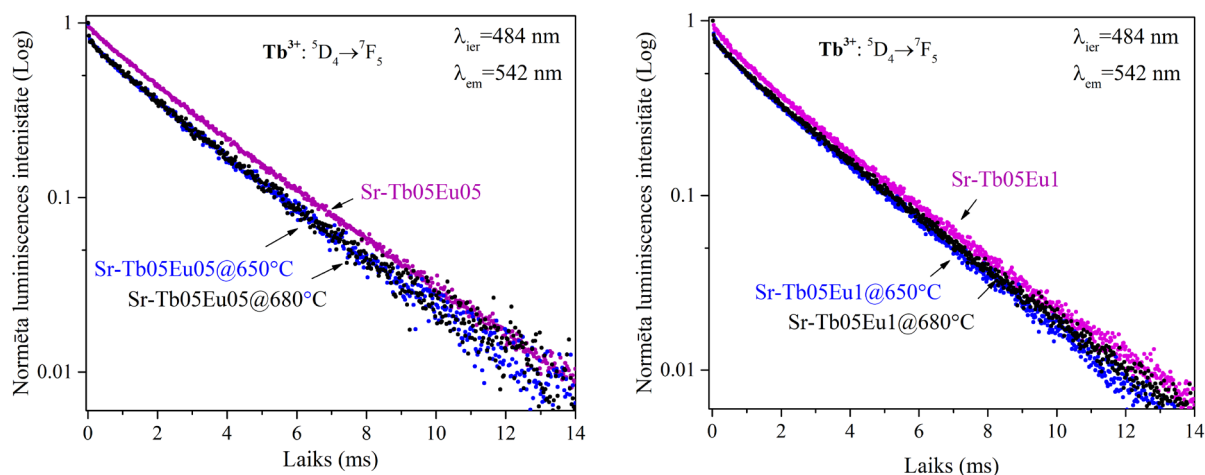 1
0.1
0.01
0
2
4
6
8
10
12
14
Normēta luminiscences intensitāte (Log)
Laiks (ms)
Tb³⁺: ⁵D₄→⁷F₅
λier=484 nm
λem=542 nm
Sr-Tb05Eu05
Sr-Tb05Eu05@650°C
Sr-Tb05Eu05@680°C
1
0.1
0.01
0
2
4
6
8
10
12
14
Normēta luminiscences intensitāte (Log)
Laiks (ms)
Tb³⁺: ⁵D₄→⁷F₅
λier=484 nm
λem=542 nm
Sr-Tb05Eu1
Sr-Tb05Eu1@650°C
Sr-Tb05Eu1@680°C